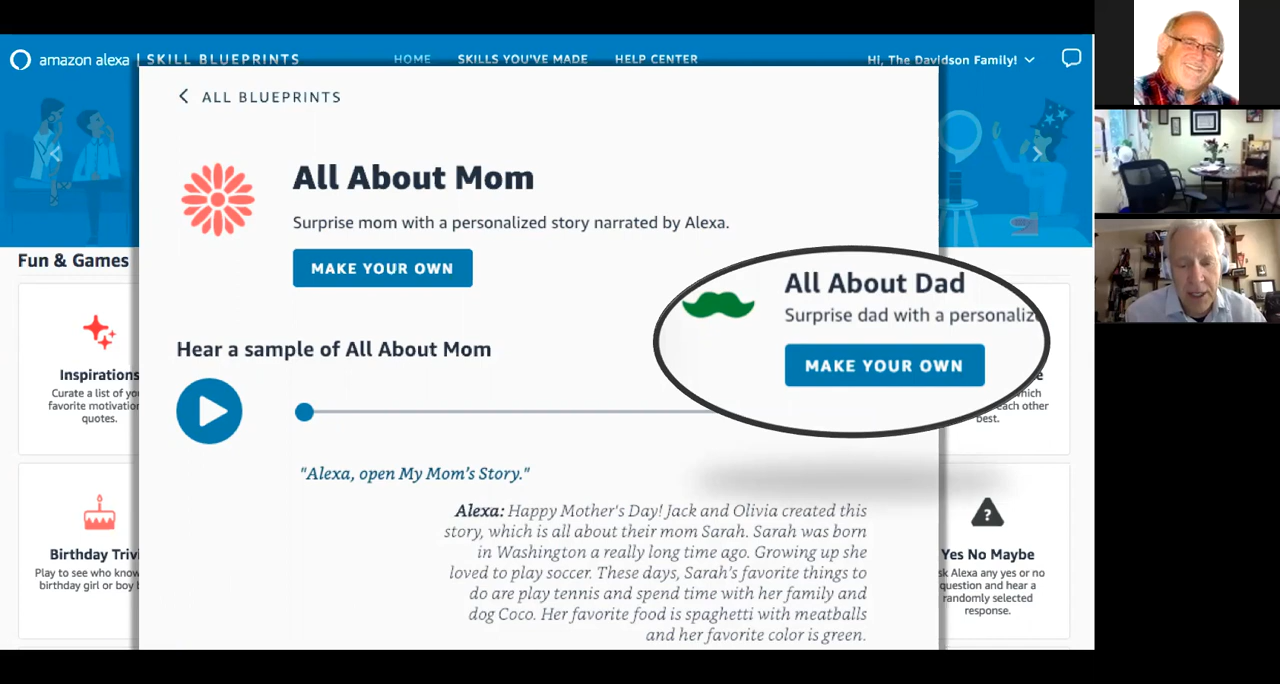 amazon alexa | SKILL BLUEPRINTS
HOME
SKILLS YOU'VE MADE
HELP CENTER
Hi, The Davidson Family!
ALL BLUEPRINTS
All About Mom
Surprise mom with a personalized story narrated by Alexa.
MAKE YOUR OWN
Fun & Games
All About Dad
Surprise dad with a personaliz
MAKE YOUR OWN
Hear a sample of All About Mom
Inspirations
Curate a list of yo
favorite motivation
quotes.
each other
best.
"Alexa, open My Mom's Story."
Alexa: Happy Mother's Day! Jack and Olivia created this
story, which is all about their mom Sarah. Sarah was born
in Washington a really long time ago. Growing up she
loved to play soccer. These days, Sarah's favorite things to
do are play tennis and spend time with her family and
dog Coco. Her favorite food is spaghetti with meatballs
and her favorite color is green.
Birthday Trivi
Play to see who know
birthday girl or boy b
?
Yes No Maybe
sk Alexa any yes or no
question and hear a
randomly selected
response.